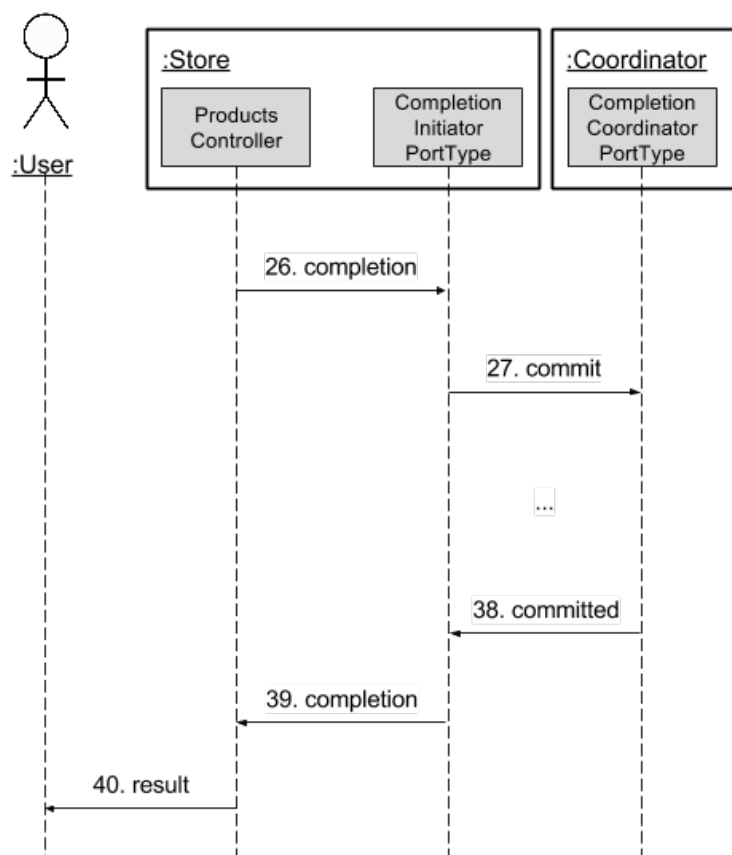 :Store
:Coordinator
Products
Controller
Completion
Initiator
PortType
Completion
Coordinator
PortType
:User
26. completion
27. commit
...
38. committed
39. completion
40. result